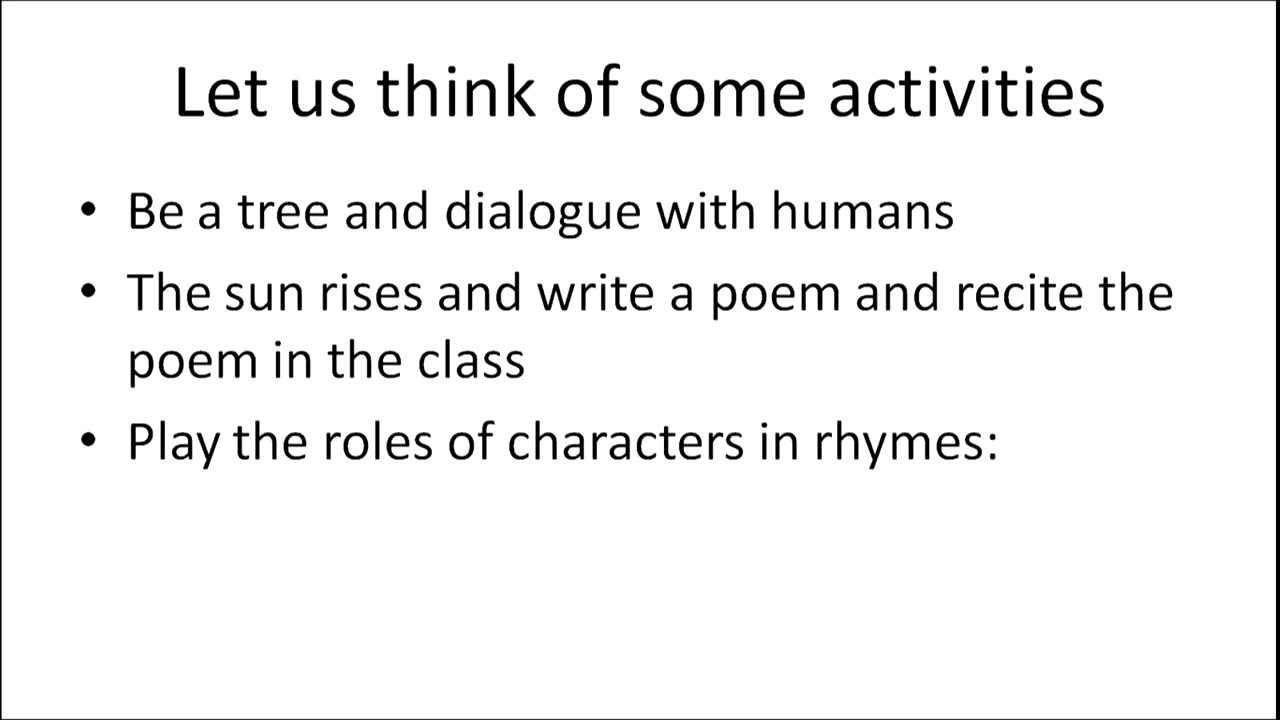 Let us think of some activities
• Be a tree and dialogue with humans
• The sun rises and write a poem and recite the
poem in the class
• Play the roles of characters in rhymes: